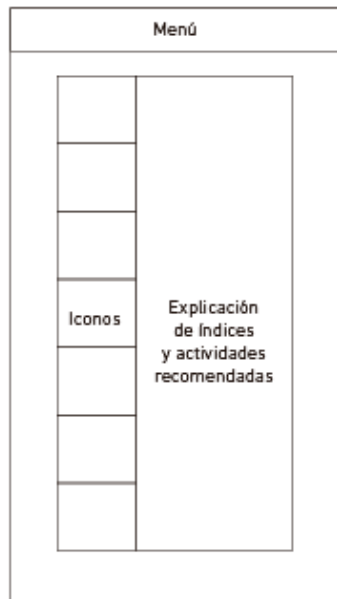 Menú
Iconos
Explicación
de índices
y actividades
recomendadas